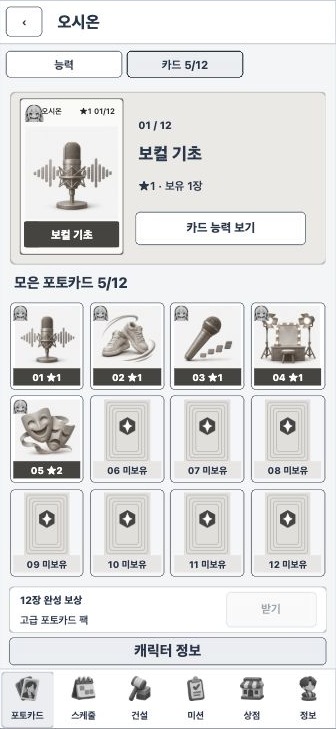 ‹ 오시온
능력 카드 5/12
오시온 ★1 01/12
01 / 12
보컬 기초
★1 · 보유 1장
보컬 기초
카드 능력 보기
모은 포토카드 5/12
01 ★1 02 ★1 03 ★1 04 ★1
05 ★2 06 미보유 07 미보유 08 미보유
09 미보유 10 미보유 11 미보유 12 미보유
12장 완성 보상
고급 포토카드 팩
받기
캐릭터 정보
포토카드 스케줄 건설 미션 상점 정보